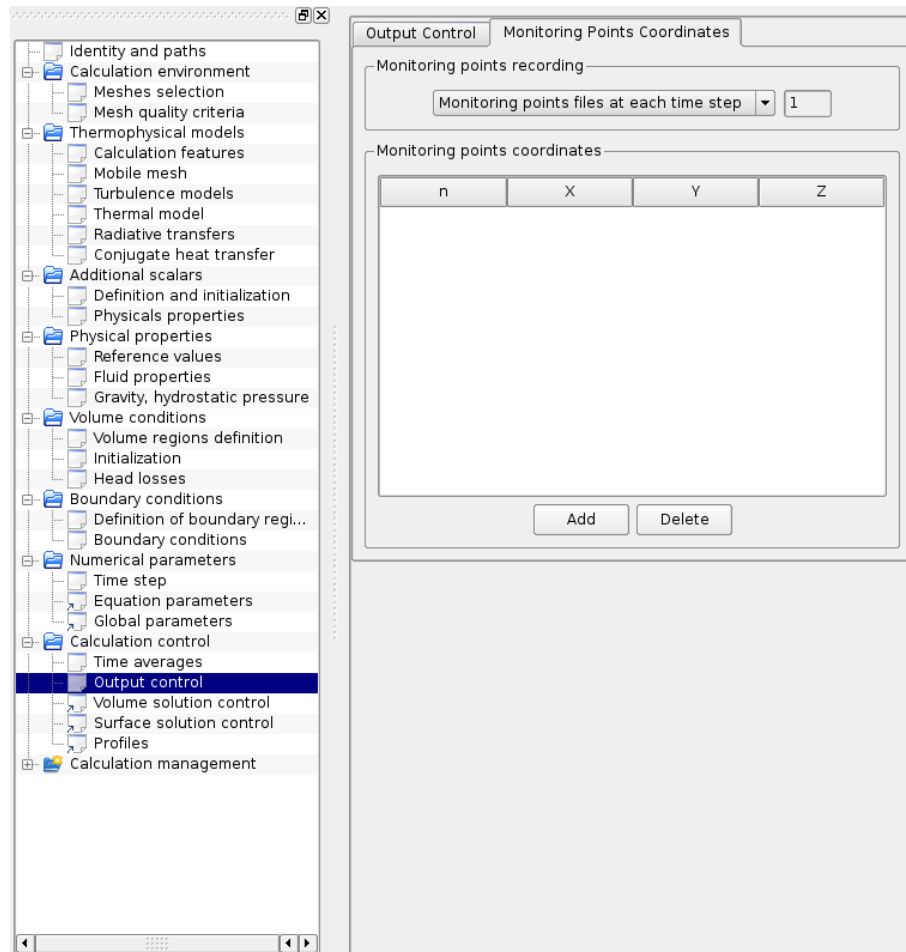 Identity and paths
Calculation environment
Meshes selection
Mesh quality criteria
Thermophysical models
Calculation features
Mobile mesh
Turbulence models
Thermal model
Radiative transfers
Conjugate heat transfer
Additional scalars
Definition and initialization
Physicals properties
Physical properties
Reference values
Fluid properties
Gravity, hydrostatic pressure
Volume conditions
Volume regions definition
Initialization
Head losses
Boundary conditions
Definition of boundary regi...
Boundary conditions
Numerical parameters
Time step
Equation parameters
Global parameters
Calculation control
Time averages
Output control
Volume solution control
Surface solution control
Profiles
Calculation management
Output Control Monitoring Points Coordinates
Monitoring points recording
Monitoring points files at each time step 1
Monitoring points coordinates
n X Y Z
Add Delete